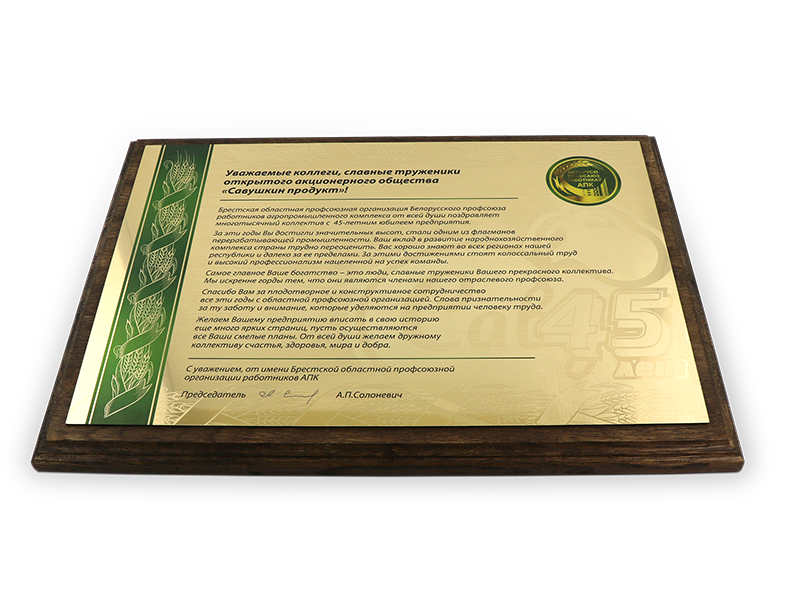 Уважаемые коллеги, славные труженики
открытого акционерного общества
«Савушкин продукт»!
Брестская областная профсоюзная организация Белорусского профсоюза
работников агропромышленного комплекса от всей души поздравляет
многотысячный коллектив с 45-летним юбилеем предприятия.
За эти годы Вы достигли значительных высот, стали одним из флагманов
перерабатывающей промышленности. Ваш вклад в развитие народнохозяйственного
комплекса страны трудно переоценить. Вас хорошо знают во всех регионах нашей
республики и далеко за ее пределами. За этими достижениями стоят колоссальный труд
и высокий профессионализм нацеленной на успех команды.
Самое главное Ваше богатство – это люди, славные труженики Вашего прекрасного коллектива.
Мы искренне горды тем, что они являются членами нашего отраслевого профсоюза.
Спасибо Вам за плодотворное и конструктивное сотрудничество
все эти годы с областной профсоюзной организацией. Слова признательности
за ту заботу и внимание, которые уделяются на предприятии человеку труда.
Желаем Вашему предприятию вписать в свою историю
еще много ярких страниц, пусть осуществляются
все Ваши смелые планы. От всей души желаем дружному
коллективу счастья, здоровья, мира и добра.
С уважением, от имени Брестской областной профсоюзной
организации работников АПК
Председатель А.П.Солоневич
АПК
45
лет